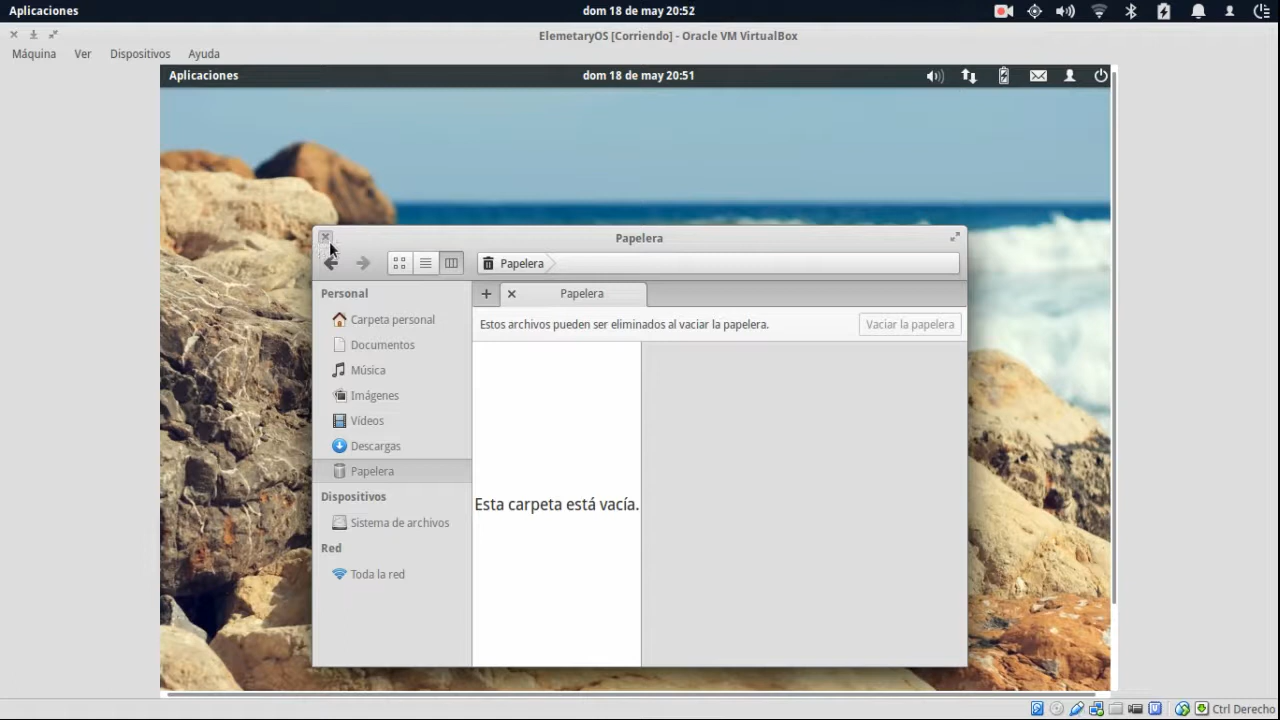 Aplicaciones dom 18 de may 20:52
ElemetaryOS [Corriendo] - Oracle VM VirtualBox
Máquina Ver Dispositivos Ayuda
Aplicaciones dom 18 de may 20:51
Papelera
Papelera
Personal
Papelera
Carpeta personal
Estos archivos pueden ser eliminados al vaciar la papelera. Vaciar la papelera
Documentos
Música
Imágenes
Vídeos
Descargas
Papelera
Dispositivos
Esta carpeta está vacía.
Sistema de archivos
Red
Toda la red
Ctrl Derecho